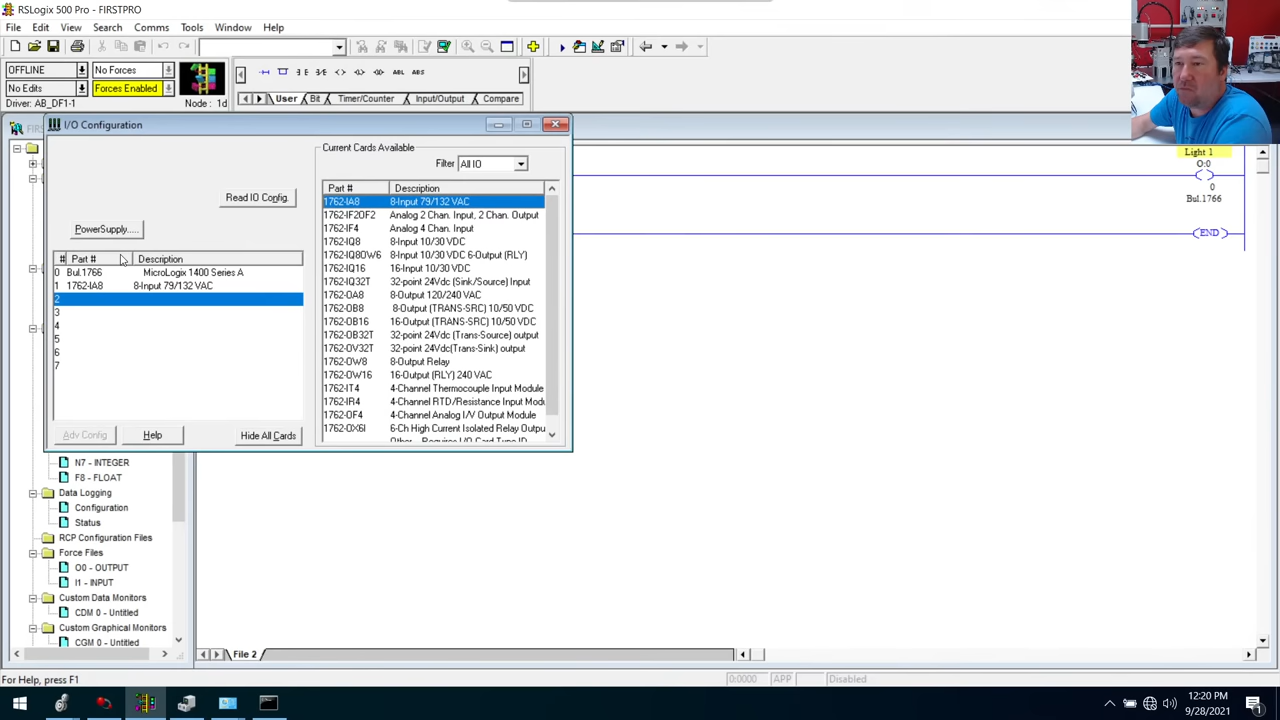 RSLogix 500 Pro - FIRSTPRO
File Edit View Search Comms Tools Window Help
OFFLINE No Forces
No Edits Forces Enabled
Driver: AB_DF1-1 Node : 1d
ABL ABS
User Bit Timer/Counter Input/Output Compare
FIRS
I/O Configuration
Current Cards Available
Filter All IO
Read IO Config.
PowerSupply.....
# Part # Description
0 Bul.1766 MicroLogix 1400 Series A
1 1762-IA8 8-Input 79/132 VAC
2
3
4
5
6
7
Part # Description
1762-IA8 8-Input 79/132 VAC
1762-IF2OF2 Analog 2 Chan. Input, 2 Chan. Output
1762-IF4 Analog 4 Chan. Input
1762-IQ8 8-Input 10/30 VDC
1762-IQ8OW6 8-Input 10/30 VDC 6-Output (RLY)
1762-IQ16 16-Input 10/30 VDC
1762-IQ32T 32-point 24Vdc (Sink/Source) Input
1762-OA8 8-Output 120/240 VAC
1762-OB8 8-Output (TRANS-SRC) 10/50 VDC
1762-OB16 16-Output (TRANS-SRC) 10/50 VDC
1762-OB32T 32-point 24Vdc (Trans-Source) output
1762-OV32T 32-point 24Vdc(Trans-Sink) output
1762-OW8 8-Output Relay
1762-OW16 16-Output (RLY) 240 VAC
1762-IT4 4-Channel Thermocouple Input Module
1762-IR4 4-Channel RTD/Resistance Input Modu
1762-OF4 4-Channel Analog I/V Output Module
1762-OX6I 6-Ch High Current Isolated Relay Outpu
Other -- Requires I/O Card Type ID
Adv Config Help Hide All Cards
Light 1
O:0
0
Bul.1766
END
N7 - INTEGER
F8 - FLOAT
Data Logging
Configuration
Status
RCP Configuration Files
Force Files
O0 - OUTPUT
I1 - INPUT
Custom Data Monitors
CDM 0 - Untitled
Custom Graphical Monitors
CGM 0 - Untitled
File 2
For Help, press F1
0:0000 APP Disabled
12:20 PM
9/28/2021
1